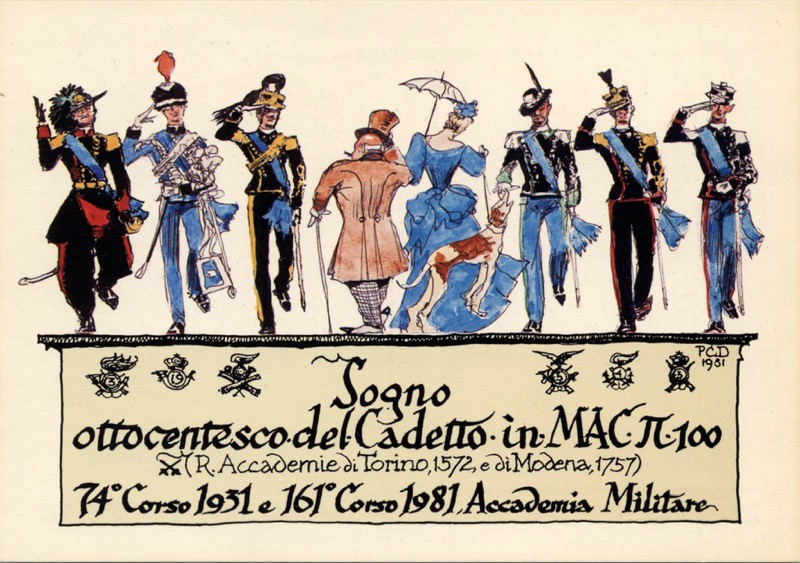 P.C.D
1981
Sogno
ottocentesco·del·Cadetto·in·MAC π·100
(R. Accademie di Torino, 1572, e di Modena, 1757)
74° Corso 1931 e 161° Corso 1981, Accademia Militare